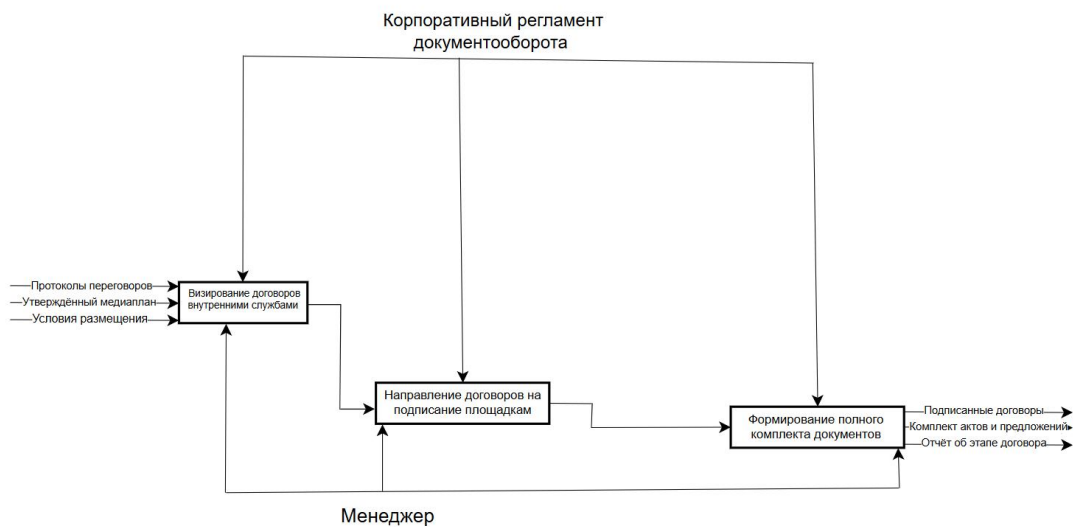 Корпоративный регламент
документооборота
Протоколы переговоров
Утверждённый медиаплан
Условия размещения
Визирование договоров
внутренними службами
Направление договоров на
подписание площадкам
Формирование полного
комплекта документов
Подписанные договоры
Комплект актов и предложений
Отчёт об этапе договора
Менеджер